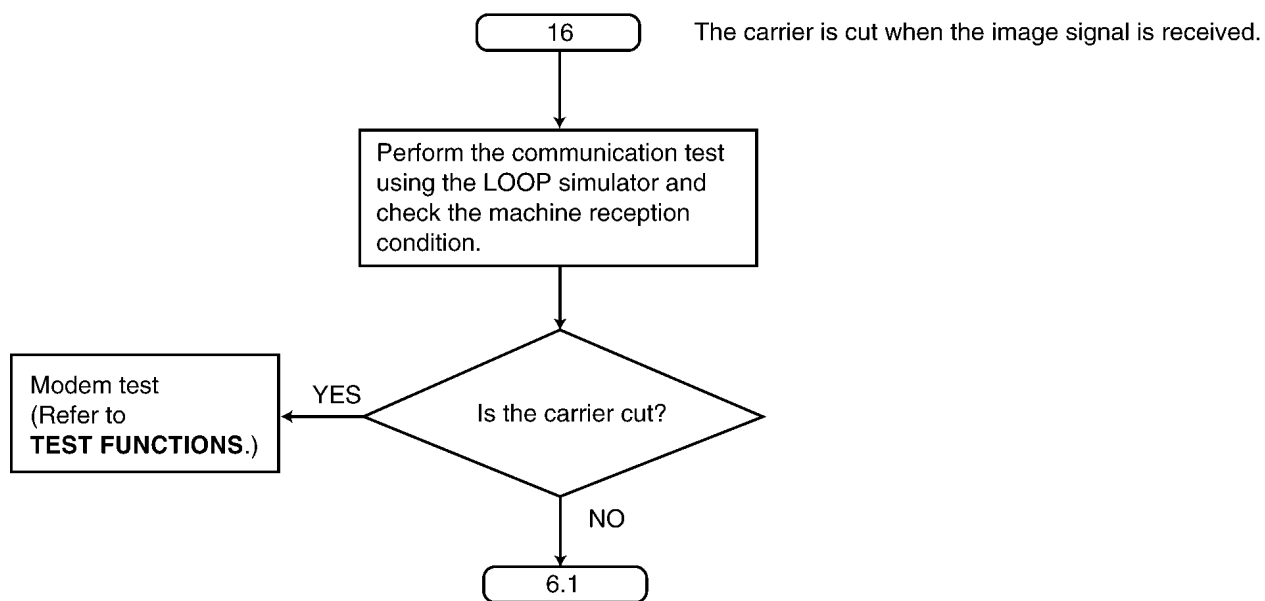 16
The carrier is cut when the image signal is received.
Perform the communication test
using the LOOP simulator and
check the machine reception
condition.
Modem test
(Refer to
TEST FUNCTIONS.)
YES
Is the carrier cut?
NO
6.1